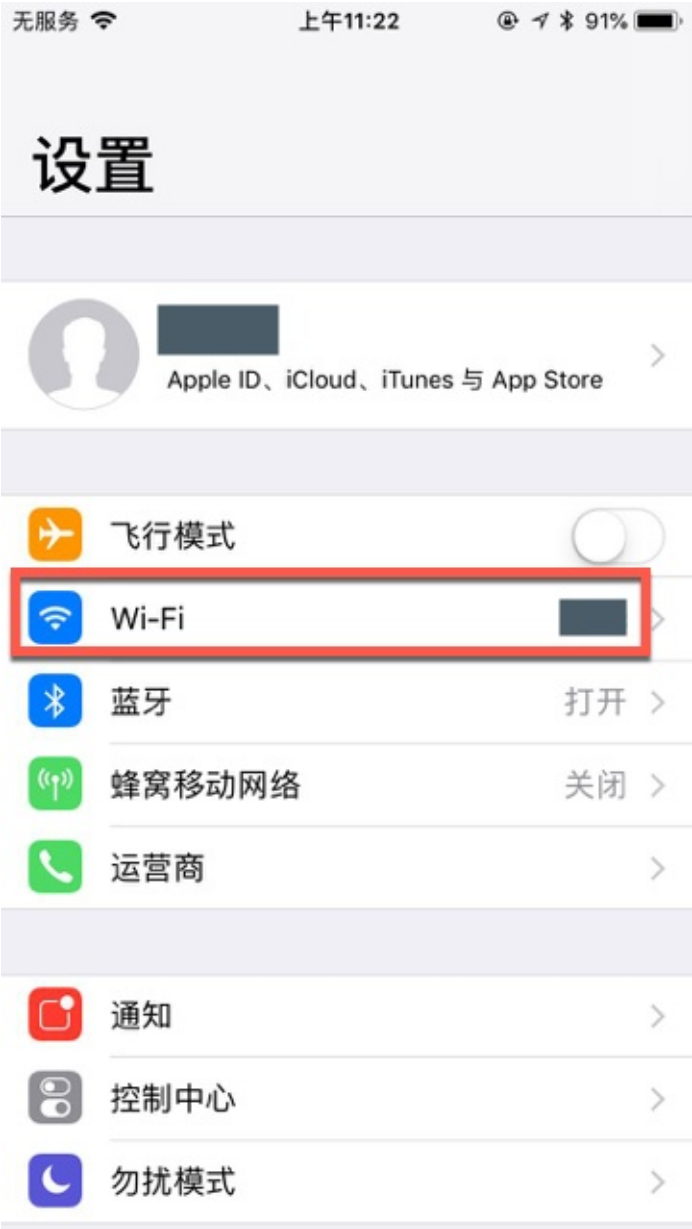 无服务 上午11:22 91%
设置
Apple ID、iCloud、iTunes 与 App Store
飞行模式
Wi-Fi
蓝牙 打开
蜂窝移动网络 关闭
运营商
通知
控制中心
勿扰模式